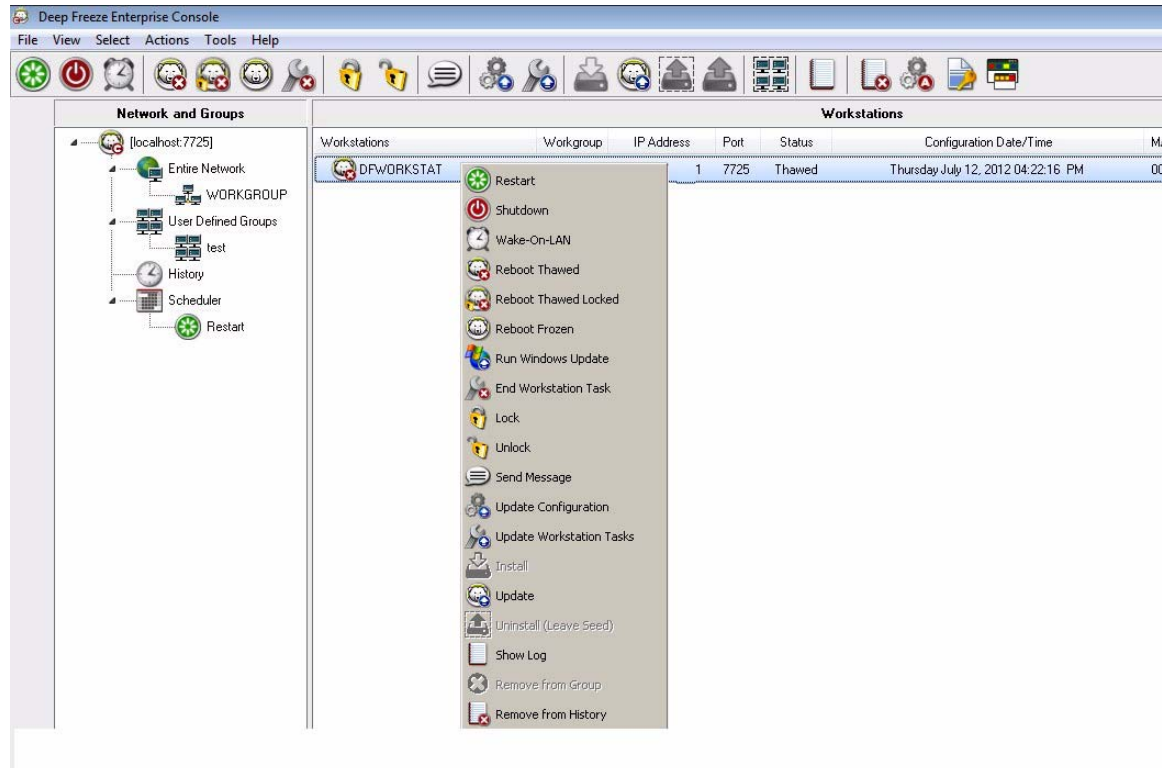 Deep Freeze Enterprise Console
File View Select Actions Tools Help
Network and Groups
[localhost:7725]
Entire Network
WORKGROUP
User Defined Groups
test
History
Scheduler
Restart
Workstations
Workstations Workgroup IP Address Port Status Configuration Date/Time
DFWORKSTAT 1 7725 Thawed Thursday July 12, 2012 04:22:16 PM 00
Restart
Shutdown
Wake-On-LAN
Reboot Thawed
Reboot Thawed Locked
Reboot Frozen
Run Windows Update
End Workstation Task
Lock
Unlock
Send Message
Update Configuration
Update Workstation Tasks
Install
Update
Uninstall (Leave Seed)
Show Log
Remove from Group
Remove from History